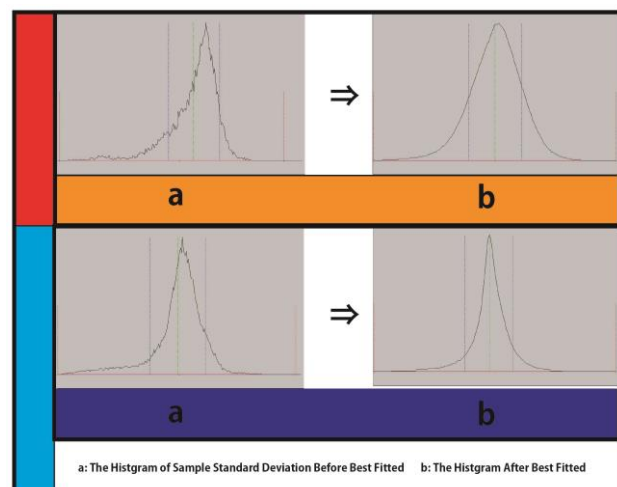 ⇒
a b
⇒
a b
a: The Histgram of Sample Standard Deviation Before Best Fitted b: The Histgram After Best Fitted